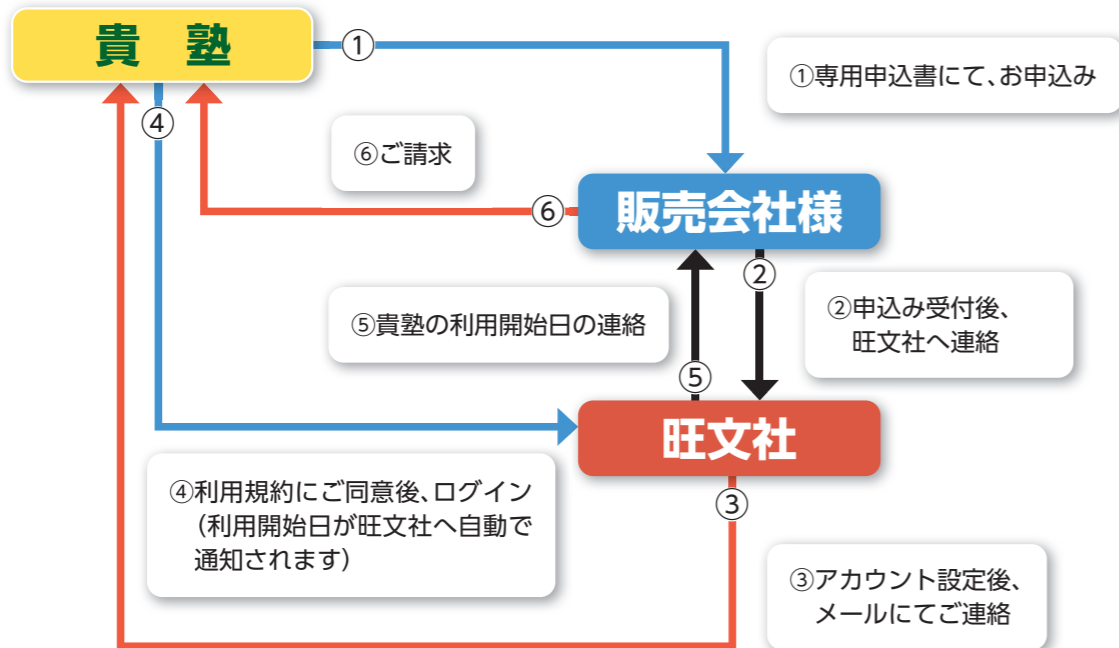 貴 塾
①
①専用申込書にて、お申込み
④
⑥ご請求
⑥
販売会社様
②
②申込み受付後、
旺文社へ連絡
⑤貴塾の利用開始日の連絡
⑤
旺文社
③
④利用規約にご同意後、ログイン
（利用開始日が旺文社へ自動で
通知されます）
③アカウント設定後、
メールにてご連絡